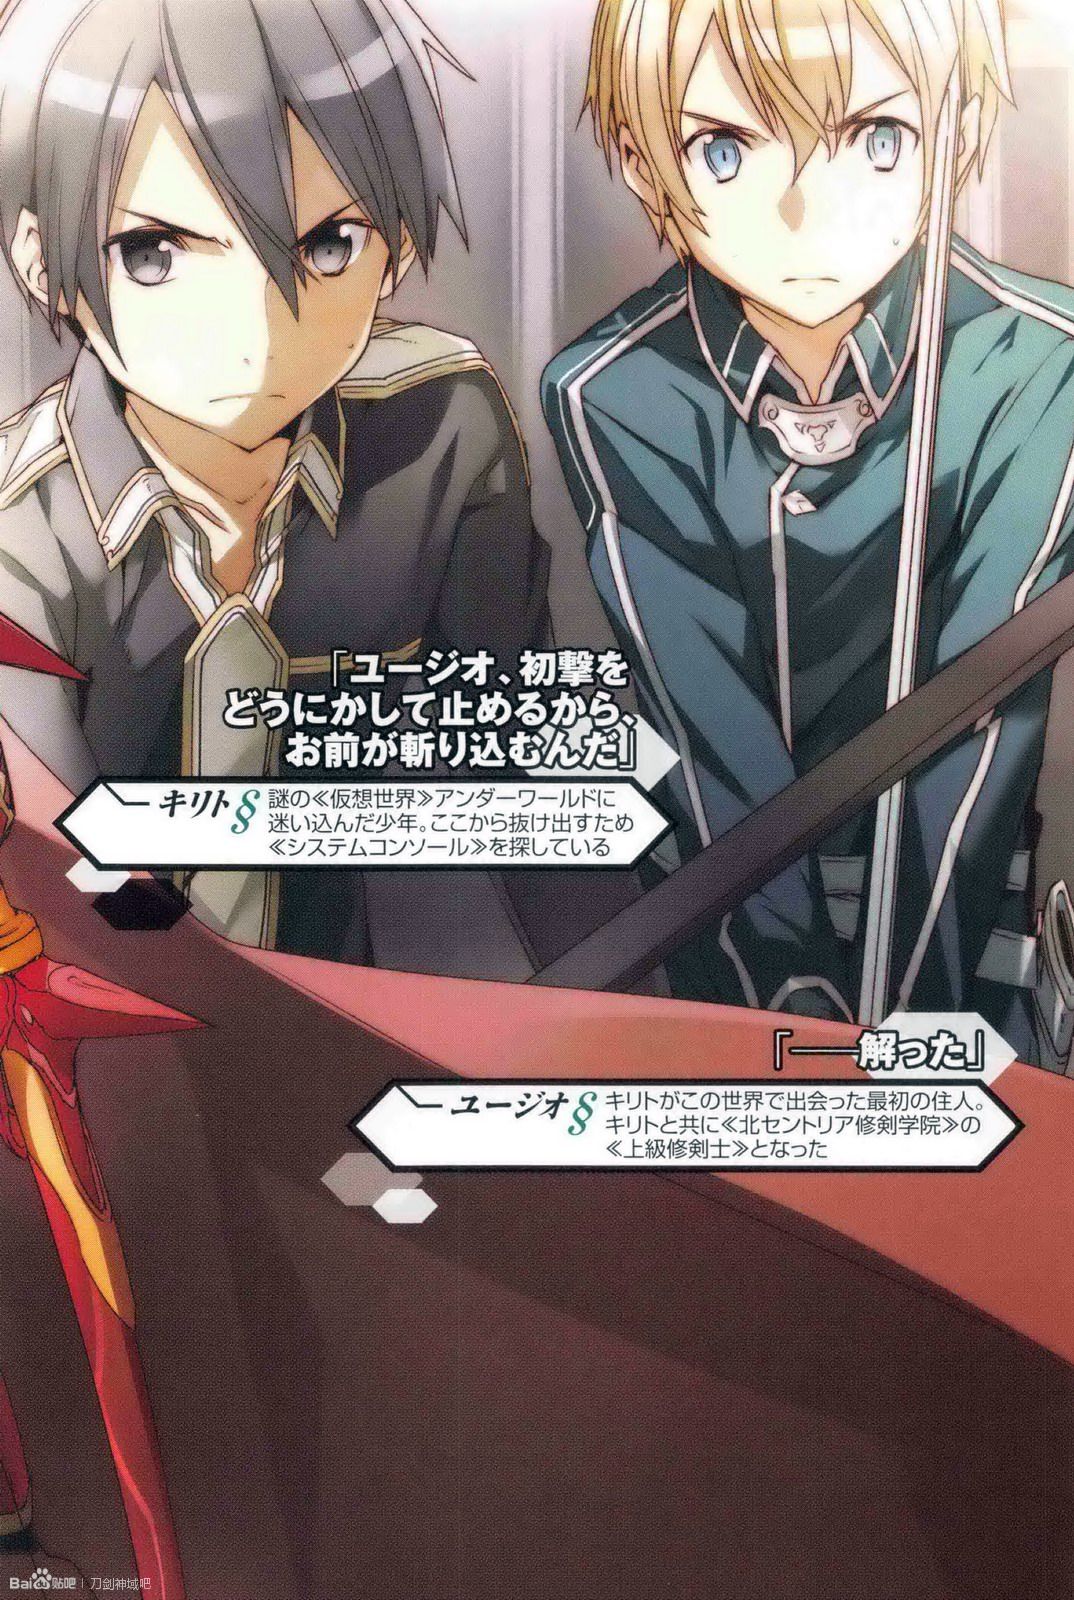 「ユージオ、初撃を
どうにかして止めるから、
お前が斬り込むんだ」
キリト§
謎の≪仮想世界≫アンダーワールドに
迷い込んだ少年。ここから抜け出すため
≪システムコンソール≫を探している
「――解った」
ユージオ§
キリトがこの世界で出会った最初の住人。
キリトと共に≪北セントリア修剣学院≫の
≪上級修剣士≫となった
Bai贴吧 | 刀剑神域吧